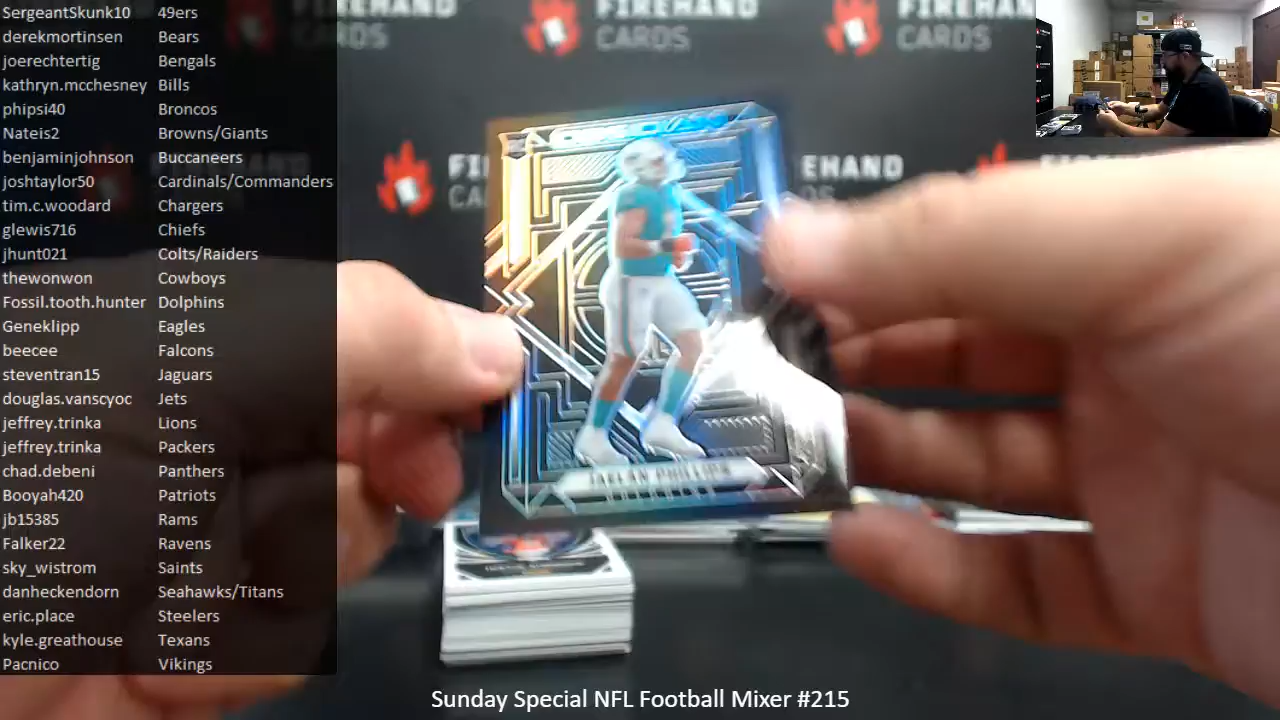 SergeantSkunk10 49ers
derekmortinsen Bears
joerechtertig Bengals
kathryn.mcchesney Bills
phipsi40 Broncos
Nateis2 Browns/Giants
benjaminjohnson Buccaneers
joshtaylor50 Cardinals/Commanders
tim.c.woodard Chargers
glewis716 Chiefs
jhunt021 Colts/Raiders
thewonwon Cowboys
Fossil.tooth.hunter Dolphins
Geneklipp Eagles
beecee Falcons
steventran15 Jaguars
douglas.vanscyoc Jets
jeffrey.trinka Lions
jeffrey.trinka Packers
chad.debeni Panthers
Booyah420 Patriots
jb15385 Rams
Falker22 Ravens
sky_wistrom Saints
danheckendorn Seahawks/Titans
eric.place Steelers
kyle.greathouse Texans
Pacnico Vikings
FIREHAND
CARDS
FIREHAND
CARDS
EHAND
OBSIDIAN
JAELAN PHILLIPS
Sunday Special NFL Football Mixer #215